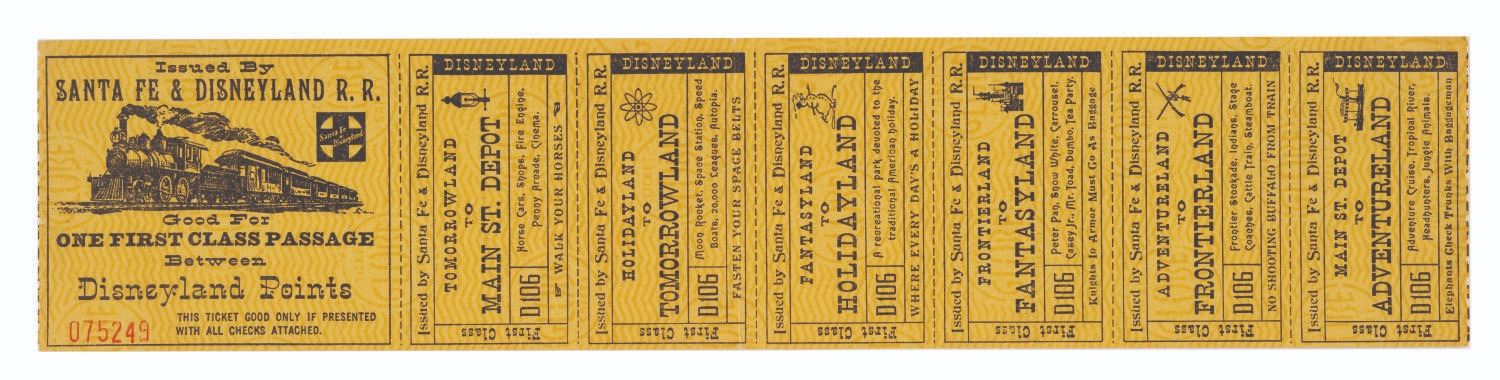 Issued By
SANTA FE & DISNEYLAND R. R.
Santa Fe
& Disneyland
Good For
ONE FIRST CLASS PASSAGE
Between
Disneyland Points
THIS TICKET GOOD ONLY IF PRESENTED
WITH ALL CHECKS ATTACHED.
075249
Issued by Santa Fe & Disneyland R. R.
DISNEYLAND
TOMORROWLAND
TO
MAIN ST. DEPOT
Horse Cars, Shops, Fire Engine,
Penny Arcade, Cinema.
D106
WALK YOUR HORSES
First Class
Issued by Santa Fe & Disneyland R. R.
DISNEYLAND
HOLIDAYLAND
TO
TOMORROWLAND
Moon Rocket, Space Station, Speed
Boats, 20,000 Leagues, Autopia.
D106
FASTEN YOUR SPACE BELTS
First Class
Issued by Santa Fe & Disneyland R. R.
DISNEYLAND
FANTASYLAND
TO
HOLIDAYLAND
A recreational park devoted to the
traditional American holiday.
D106
WHERE EVERY DAY'S A HOLIDAY
First Class
Issued by Santa Fe & Disneyland R. R.
DISNEYLAND
FRONTIERLAND
TO
FANTASYLAND
Peter Pan, Snow White, Carrousel,
Casey Jr., Mr. Toad, Dumbo, Tea Party.
D106
Knights In Armor Must Go As Baggage
First Class
Issued by Santa Fe & Disneyland R. R.
DISNEYLAND
ADVENTURELAND
TO
FRONTIERLAND
Frontier Stockade, Indians, Stage
Coaches, Cattle Train, Steamboat.
D106
NO SHOOTING BUFFALO FROM TRAIN
First Class
Issued by Santa Fe & Disneyland R. R.
DISNEYLAND
MAIN ST. DEPOT
TO
ADVENTURELAND
Adventure Cruise, Tropical River,
Headhunters, Jungle Animals.
D106
Elephants Check Trunks With Baggageman
First Class